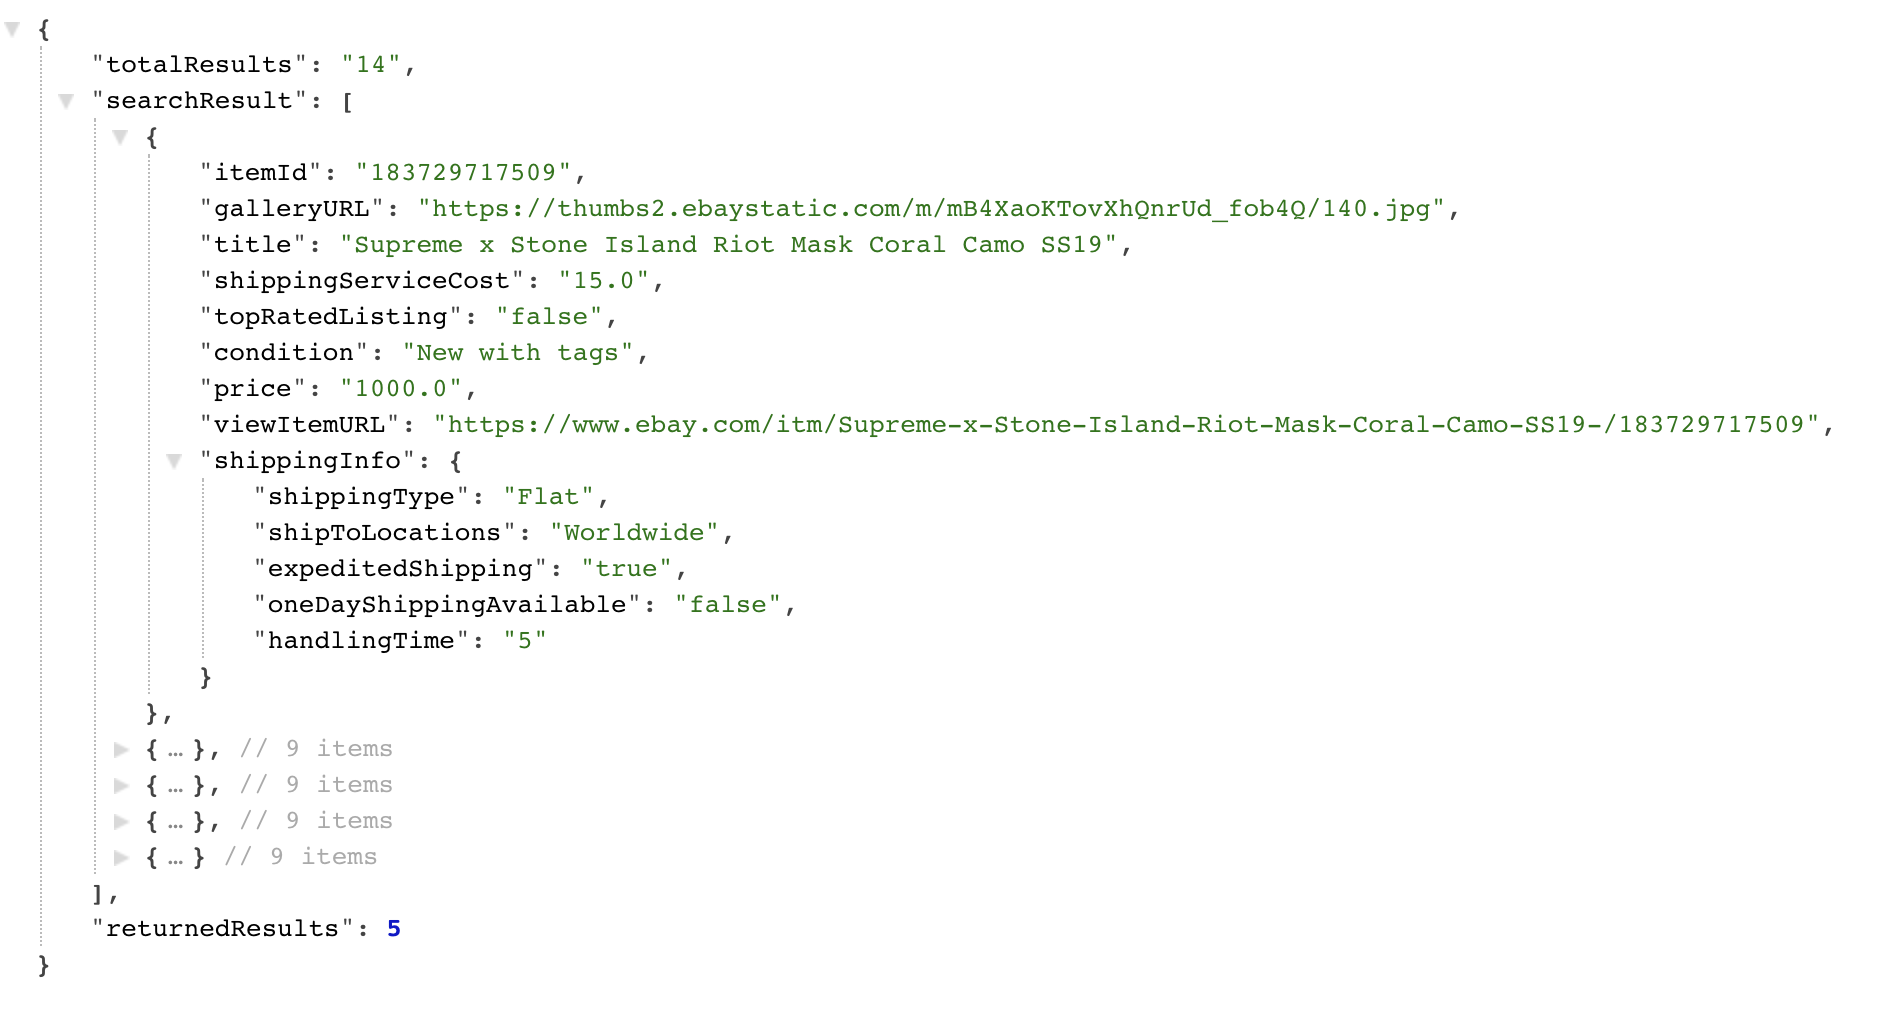 {
"totalResults": "14",
"searchResult": [
{
"itemId": "183729717509",
"galleryURL": "https://thumbs2.ebaystatic.com/m/mB4XaoKTovXhQnrUd_fob4Q/140.jpg",
"title": "Supreme x Stone Island Riot Mask Coral Camo SS19",
"shippingServiceCost": "15.0",
"topRatedListing": "false",
"condition": "New with tags",
"price": "1000.0",
"viewItemURL": "https://www.ebay.com/itm/Supreme-x-Stone-Island-Riot-Mask-Coral-Camo-SS19-/183729717509",
"shippingInfo": {
"shippingType": "Flat",
"shipToLocations": "Worldwide",
"expeditedShipping": "true",
"oneDayShippingAvailable": "false",
"handlingTime": "5"
}
},
{ … }, // 9 items
{ … }, // 9 items
{ … }, // 9 items
{ … } // 9 items
],
"returnedResults": 5
}